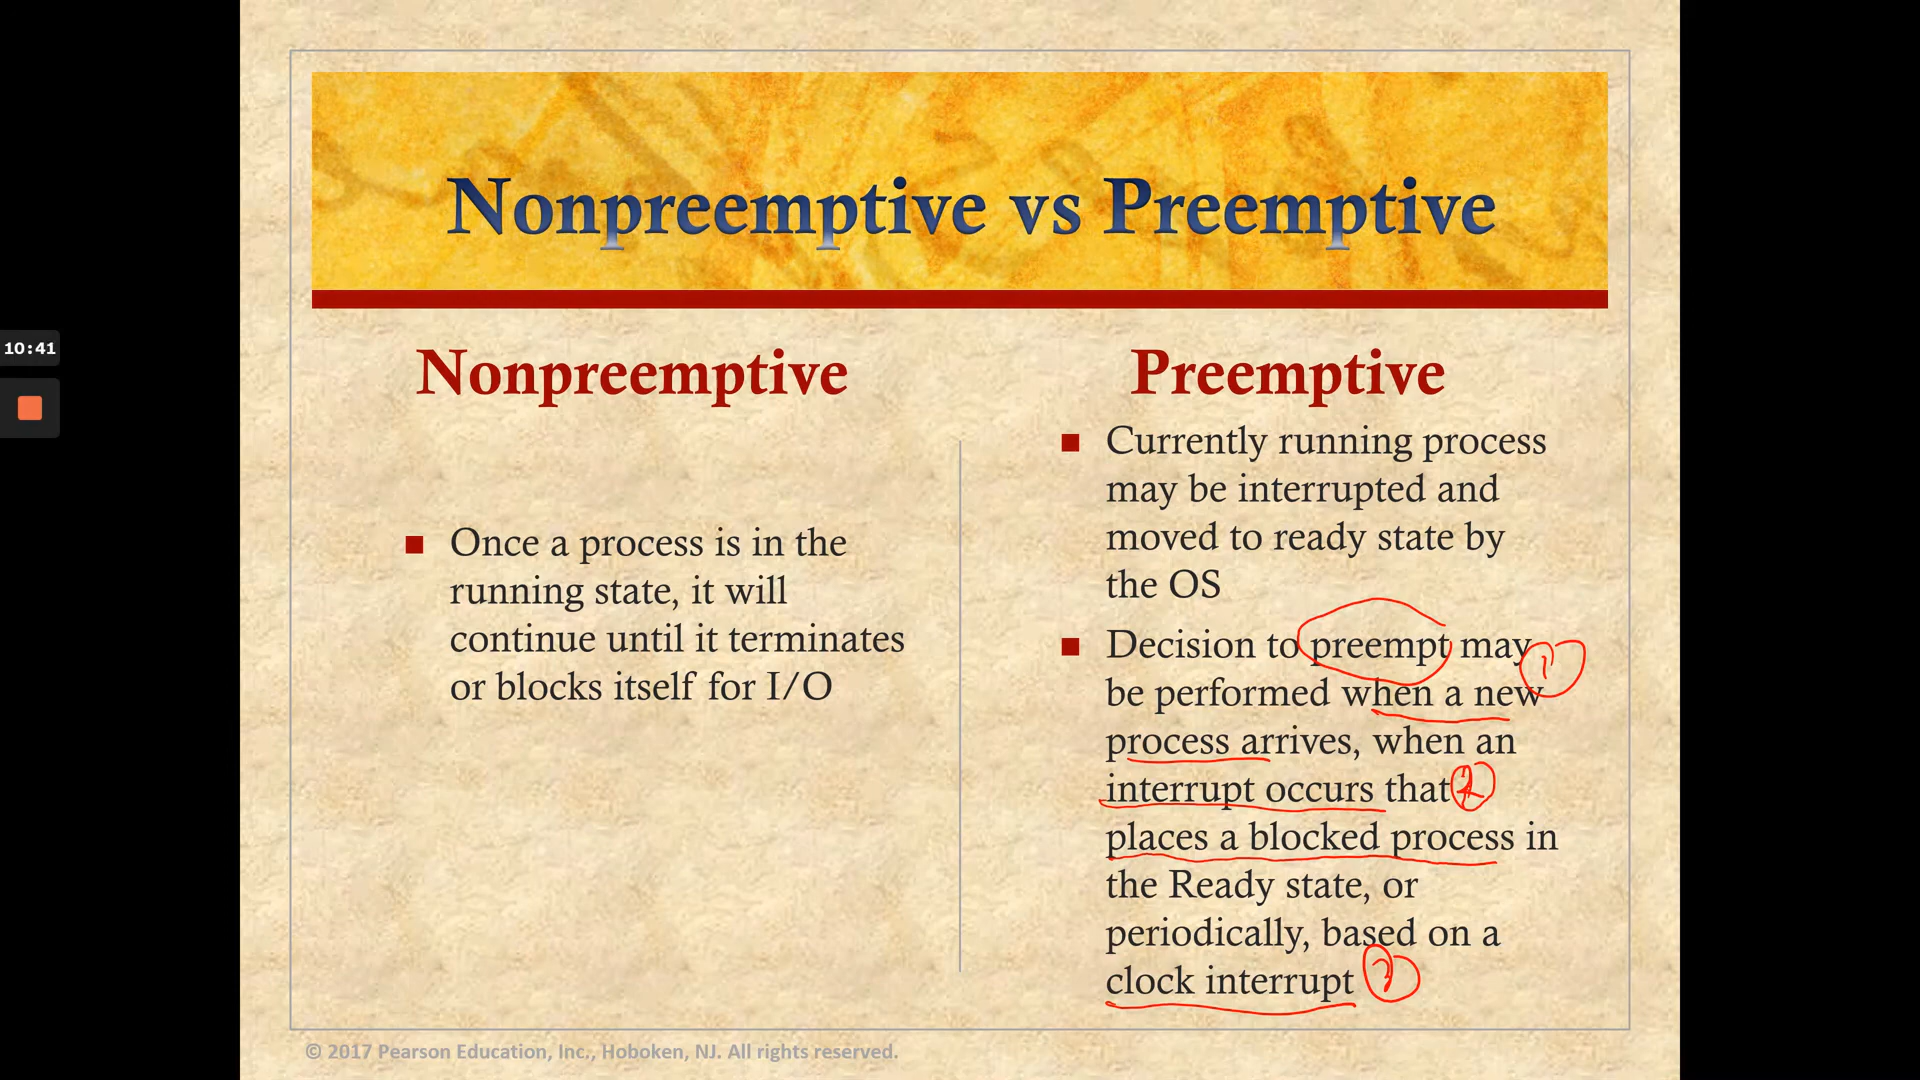 Nonpreemptive vs Preemptive
10:41
Nonpreemptive
Once a process is in the
running state, it will
continue until it terminates
or blocks itself for I/O
Preemptive
Currently running process
may be interrupted and
moved to ready state by
the OS
Decision to preempt may
1
be performed when a new
process arrives, when an
interrupt occurs that
2
places a blocked process in
the Ready state, or
periodically, based on a
clock interrupt
3
© 2017 Pearson Education, Inc., Hoboken, NJ. All rights reserved.